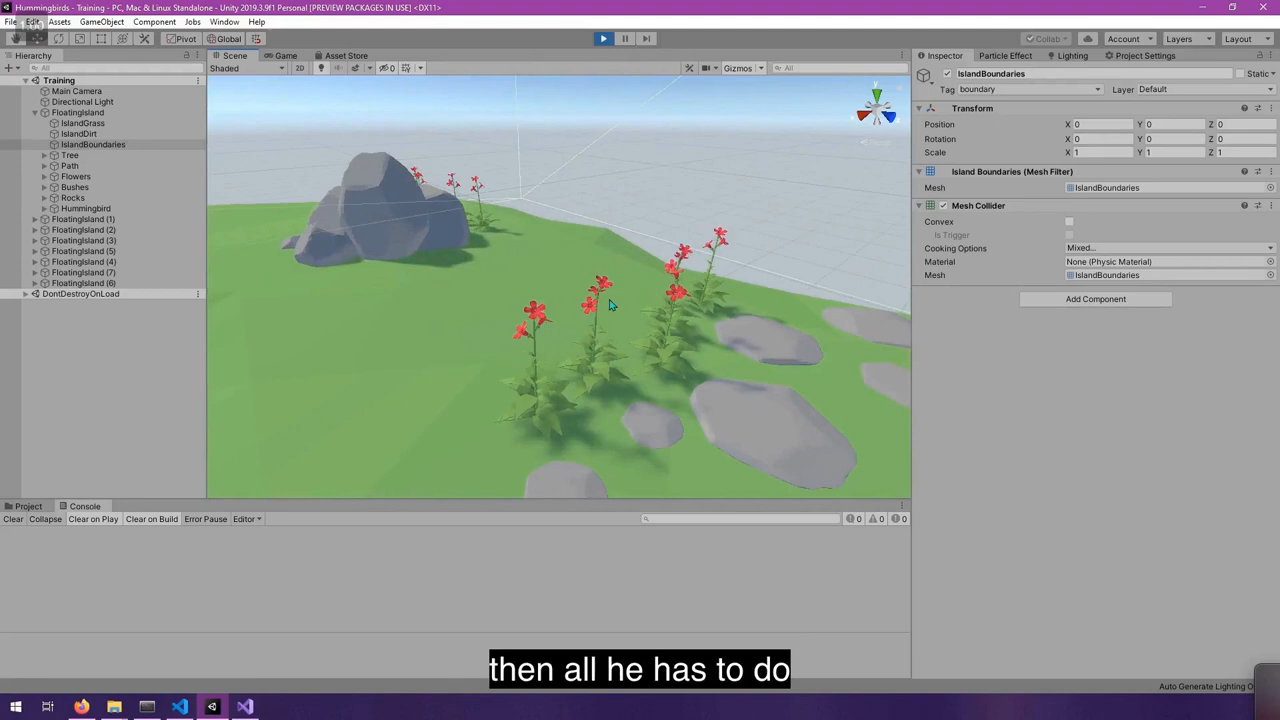 Hummingbirds - Training - PC, Mac & Linux Standalone - Unity 2019.3.9f1 Personal [PREVIEW PACKAGES IN USE] <DX11>
File Edit Assets GameObject Component Jobs Window Help
Pivot Global Collab Account Layers Layout
Hierarchy Scene Game Asset Store Inspector Particle Effect Lighting Project Settings
All Shaded 2D 0 Gizmos All IslandBoundaries Static
Training
Tag boundary Layer Default
Main Camera
Directional Light
FloatingIsland
IslandGrass
IslandDirt
IslandBoundaries
Tree
Path
Flowers
Bushes
Rocks
Hummingbird
FloatingIsland (1)
FloatingIsland (2)
FloatingIsland (3)
FloatingIsland (5)
FloatingIsland (4)
FloatingIsland (7)
FloatingIsland (6)
DontDestroyOnLoad
Transform
Position X 0 Y 0 Z 0
Rotation X 0 Y 0 Z 0
Scale X 1 Y 1 Z 1
Island Boundaries (Mesh Filter)
Mesh IslandBoundaries
Mesh Collider
Convex
Is Trigger
Cooking Options Mixed...
Material None (Physic Material)
Mesh IslandBoundaries
Add Component
Project Console
Clear Collapse Clear on Play Clear on Build Error Pause Editor 0 0 0
then all he has to do
Auto Generate Lighting O